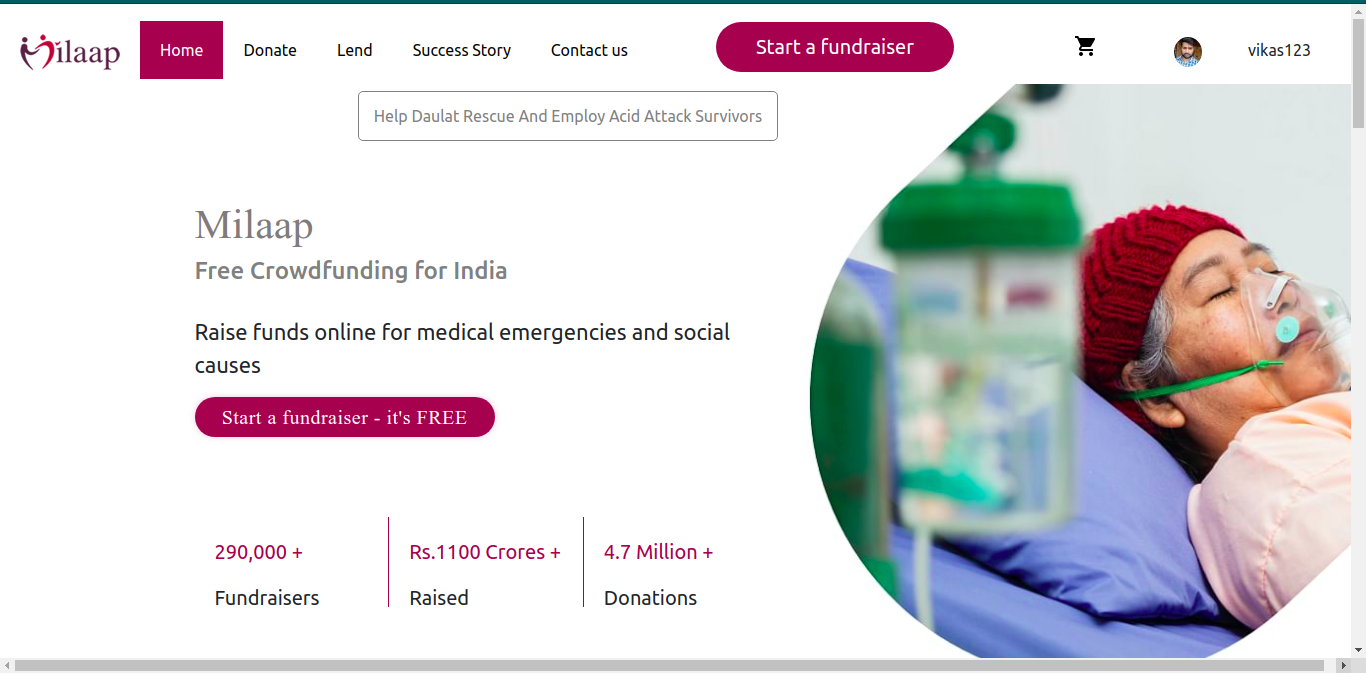 Milaap
Home Donate Lend Success Story Contact us Start a fundraiser vikas123
Help Daulat Rescue And Employ Acid Attack Survivors
Milaap
Free Crowdfunding for India
Raise funds online for medical emergencies and social
causes
Start a fundraiser - it's FREE
290,000 + Rs.1100 Crores + 4.7 Million +
Fundraisers Raised Donations